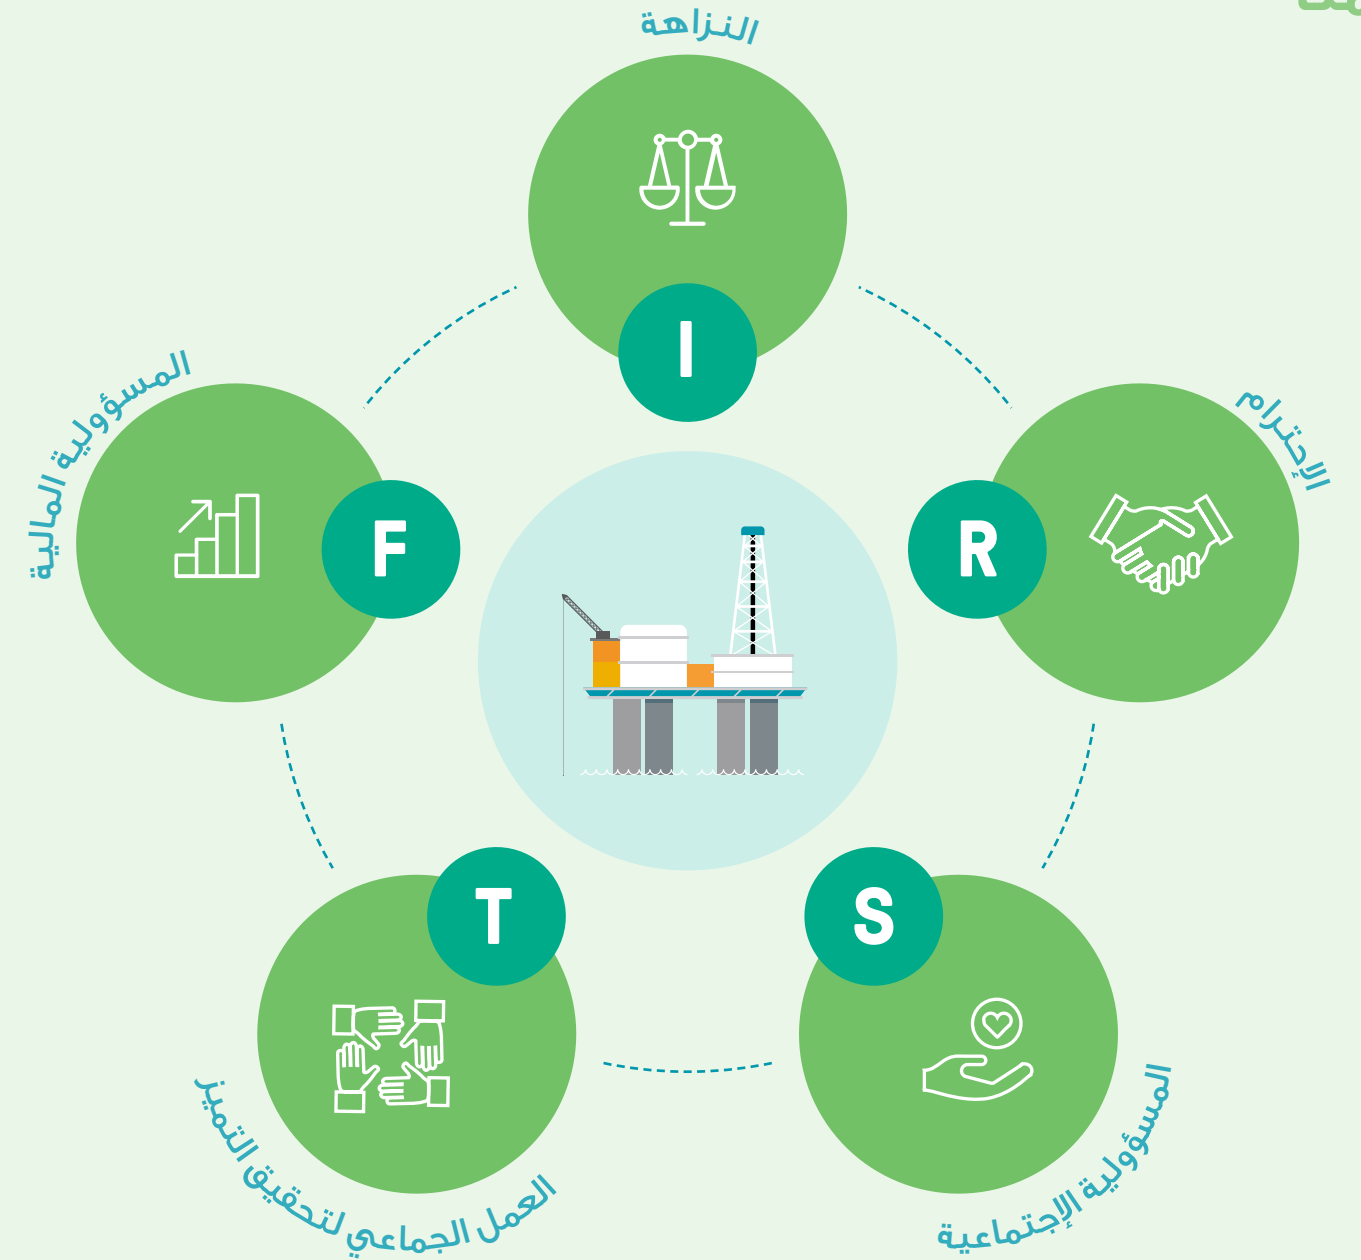 النزاهة
I
الإحترام
R
المسؤولية الإجتماعية
S
العمل الجماعي لتحقيق التميز
T
المسؤولية المالية
F